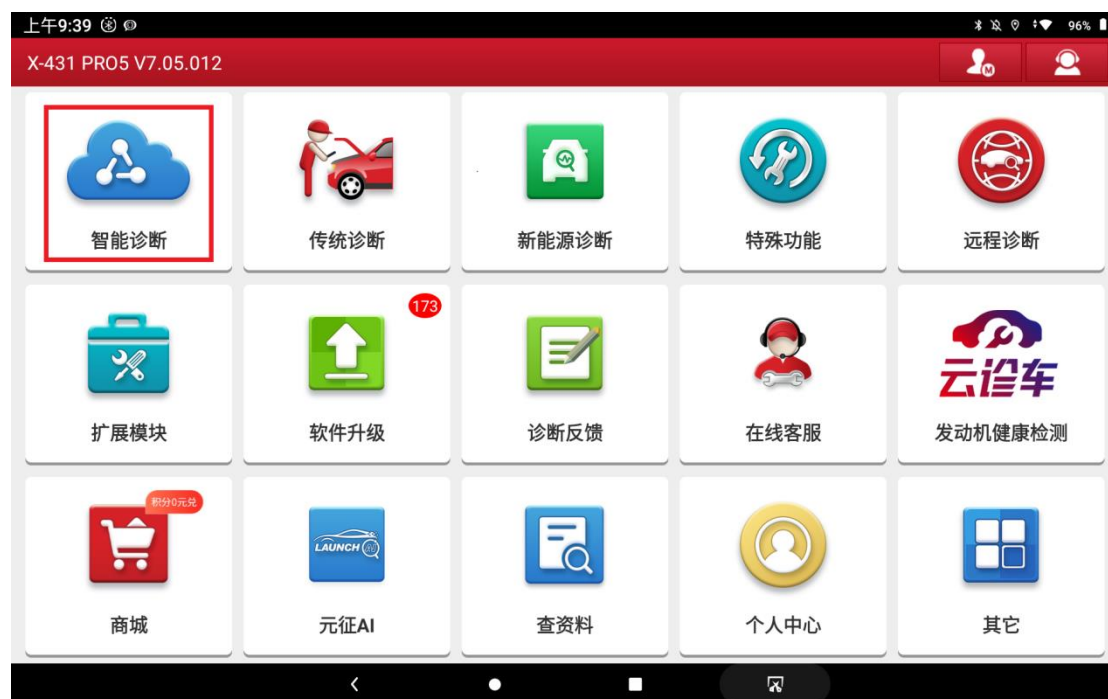 上午9:39
96%
X-431 PRO5 V7.05.012
M
智能诊断
传统诊断
新能源诊断
特殊功能
远程诊断
173
云诊车
扩展模块
软件升级
诊断反馈
在线客服
发动机健康检测
积分0元兑
LAUNCH
商城
元征AI
查资料
个人中心
其它